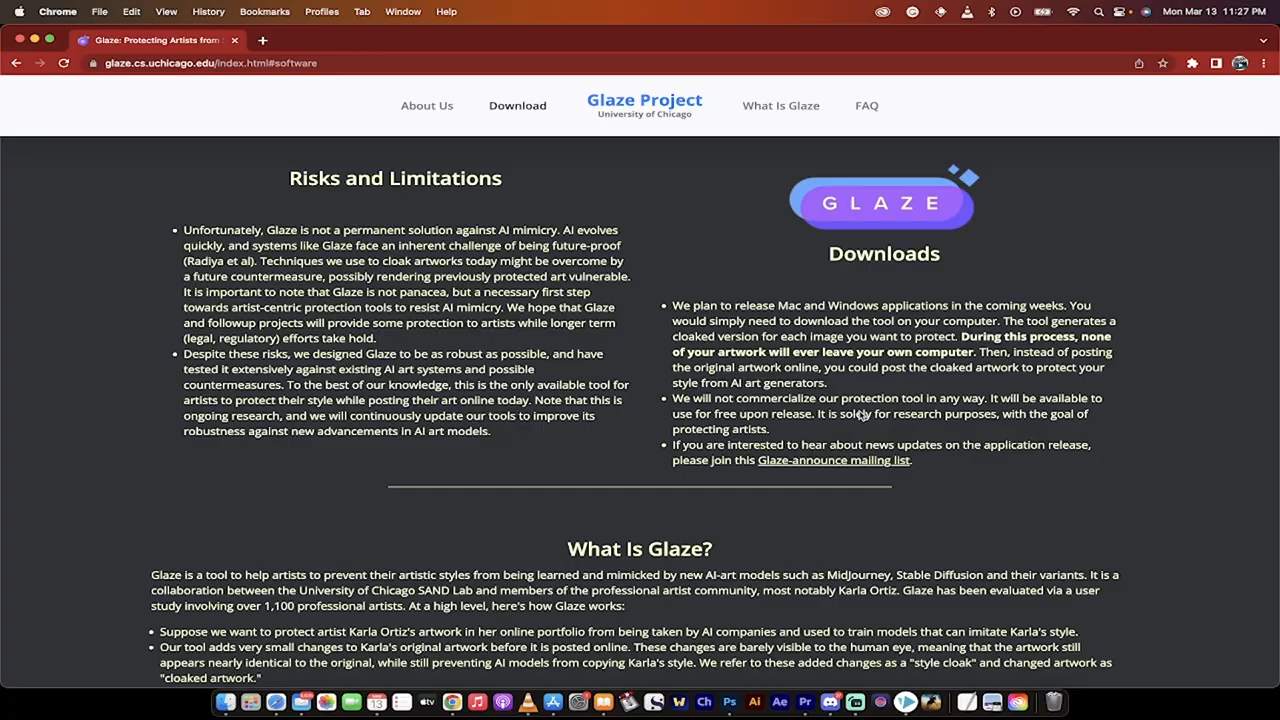 Chrome File Edit View History Bookmarks Profiles Tab Window Help Mon Mar 13 11:27 PM
Glaze: Protecting Artists from
glaze.cs.uchicago.edu/index.html#software
About Us Download Glaze Project What Is Glaze FAQ
University of Chicago
Risks and Limitations
• Unfortunately, Glaze is not a permanent solution against AI mimicry. AI evolves
quickly, and systems like Glaze face an inherent challenge of being future-proof
(Radiya et al). Techniques we use to cloak artworks today might be overcome by
a future countermeasure, possibly rendering previously protected art vulnerable.
It is important to note that Glaze is not panacea, but a necessary first step
towards artist-centric protection tools to resist AI mimicry. We hope that Glaze
and followup projects will provide some protection to artists while longer term
(legal, regulatory) efforts take hold.
• Despite these risks, we designed Glaze to be as robust as possible, and have
tested it extensively against existing AI art systems and possible
countermeasures. To the best of our knowledge, this is the only available tool for
artists to protect their style while posting their art online today. Note that this is
ongoing research, and we will continuously update our tools to improve its
robustness against new advancements in AI art models.
GLAZE
Downloads
• We plan to release Mac and Windows applications in the coming weeks. You
would simply need to download the tool on your computer. The tool generates a
cloaked version for each image you want to protect. During this process, none
of your artwork will ever leave your own computer. Then, instead of posting
the original artwork online, you could post the cloaked artwork to protect your
style from AI art generators.
• We will not commercialize our protection tool in any way. It will be available to
use for free upon release. It is solely for research purposes, with the goal of
protecting artists.
• If you are interested to hear about news updates on the application release,
please join this Glaze-announce mailing list.
What Is Glaze?
Glaze is a tool to help artists to prevent their artistic styles from being learned and mimicked by new AI-art models such as MidJourney, Stable Diffusion and their variants. It is a
collaboration between the University of Chicago SAND Lab and members of the professional artist community, most notably Karla Ortiz. Glaze has been evaluated via a user
study involving over 1,100 professional artists. At a high level, here's how Glaze works:
• Suppose we want to protect artist Karla Ortiz's artwork in her online portfolio from being taken by AI companies and used to train models that can imitate Karla's style.
• Our tool adds very small changes to Karla's original artwork before it is posted online. These changes are barely visible to the human eye, meaning that the artwork still
appears nearly identical to the original, while still preventing AI models from copying Karla's style. We refer to these added changes as a "style cloak" and changed artwork as
"cloaked artwork."
tv 13 W Ch Ps Ai Ae Pr